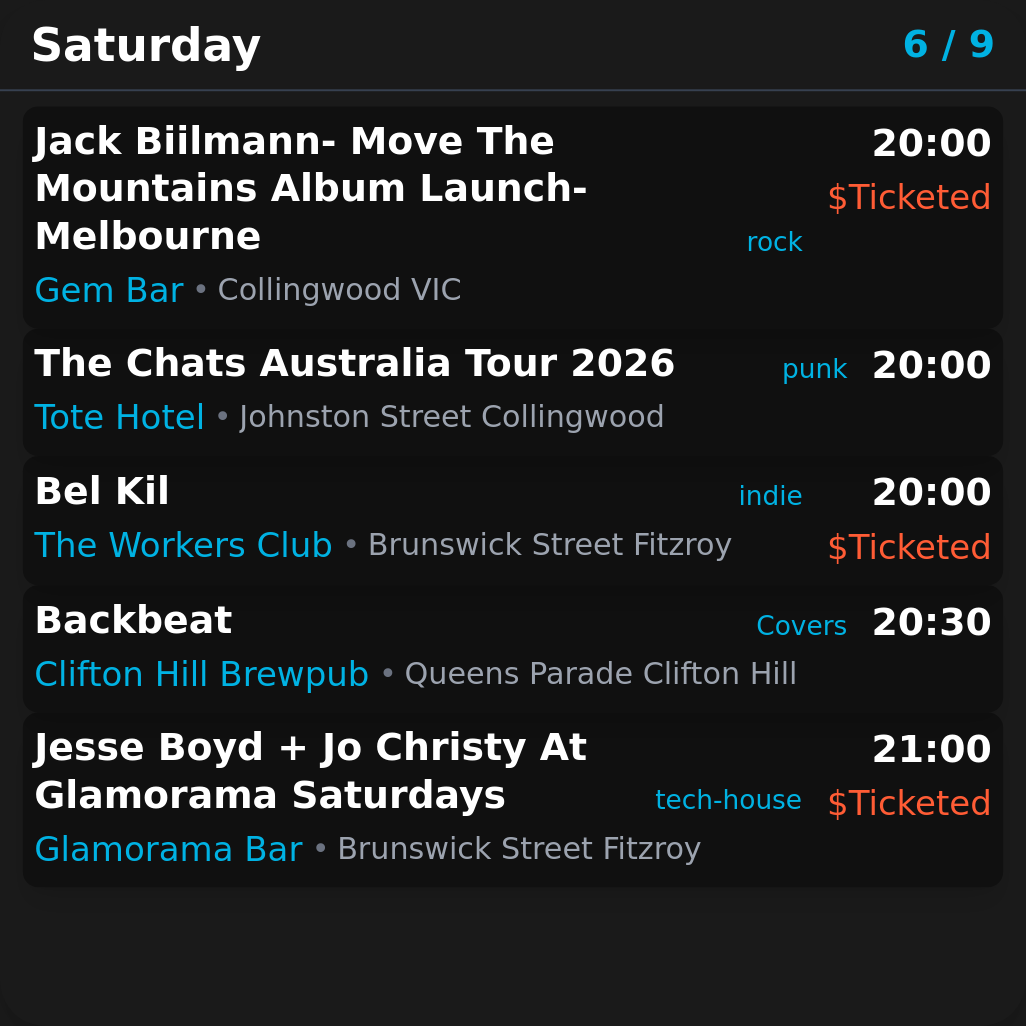 Saturday
6 / 9
Jack Biilmann- Move The
Mountains Album Launch-
Melbourne
rock
20:00
$Ticketed
Gem Bar • Collingwood VIC
The Chats Australia Tour 2026
punk
20:00
Tote Hotel • Johnston Street Collingwood
Bel Kil
indie
20:00
The Workers Club • Brunswick Street Fitzroy
$Ticketed
Backbeat
Covers
20:30
Clifton Hill Brewpub • Queens Parade Clifton Hill
Jesse Boyd + Jo Christy At
Glamorama Saturdays
tech-house
21:00
$Ticketed
Glamorama Bar • Brunswick Street Fitzroy